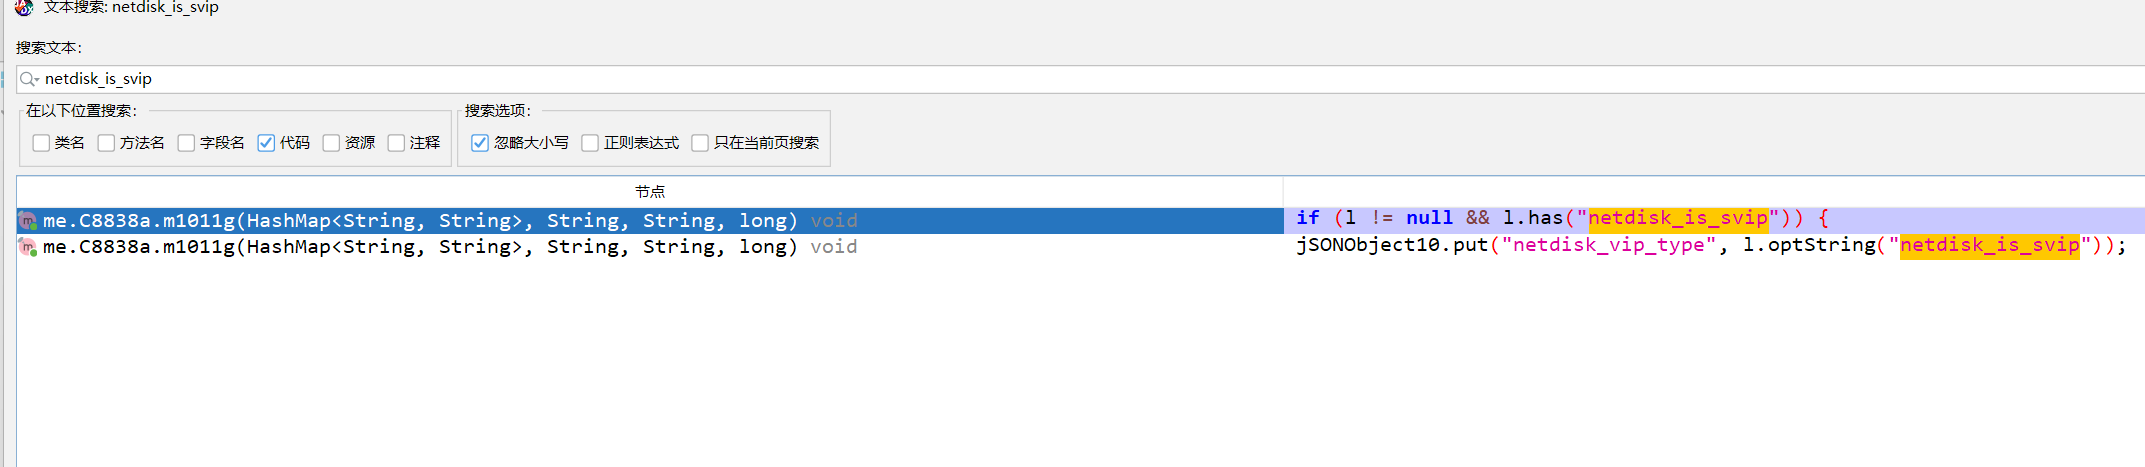 文本搜索: netdisk_is_svip
搜索文本:
netdisk_is_svip
在以下位置搜索: 搜索选项:
类名 方法名 字段名 代码 资源 注释 忽略大小写 正则表达式 只在当前页搜索
节点
me.C8838a.m1011g(HashMap<String, String>, String, String, long) void if (l != null && l.has("netdisk_is_svip")) {
me.C8838a.m1011g(HashMap<String, String>, String, String, long) void jSONObject10.put("netdisk_vip_type", l.optString("netdisk_is_svip"));